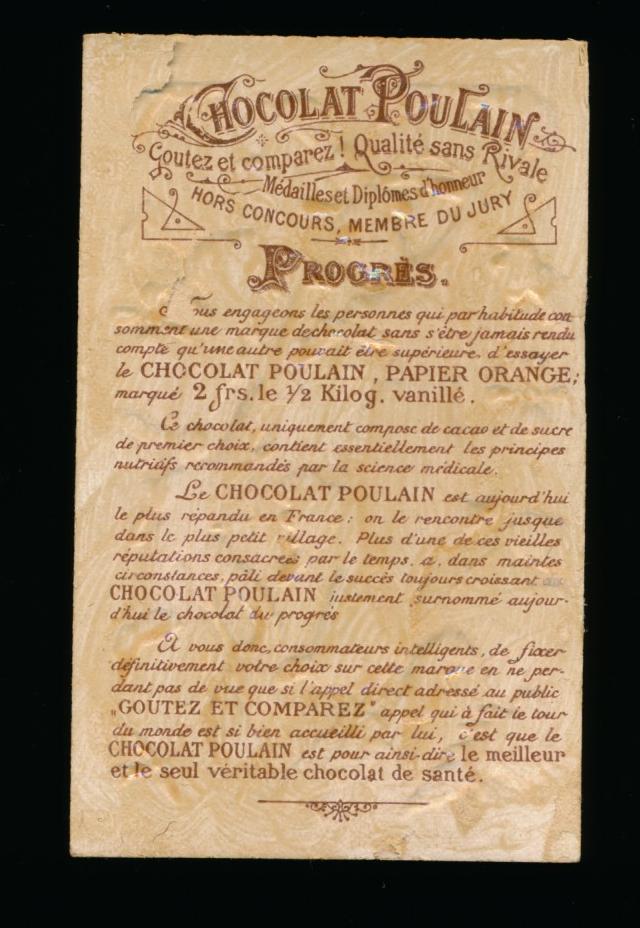 CHOCOLAT POULAIN
Goutez et comparez! Qualité sans Rivale
Médailles et Diplômes d'honneur
HORS CONCOURS, MEMBRE DU JURY
PROGRÈS.
engageons les personnes qui par habitude con-
somment une marque de chocolat sans s'être jamais rendu
compte qu'une autre pouvait être supérieure, d'essayer
le CHOCOLAT POULAIN, PAPIER ORANGE;
marqué 2 frs. le ½ Kilog. vanillé.
Ce chocolat, uniquement composé de cacao et de sucre
de premier choix, contient essentiellement les principes
nutritifs recommandés par la science médicale.
Le CHOCOLAT POULAIN est aujourd'hui
le plus répandu en France: on le rencontre jusque
dans le plus petit village. Plus d'une de ces vieilles
réputations consacrées par le temps, a, dans maintes
circonstances, pâli devant le succès toujours croissant
CHOCOLAT POULAIN justement surnommé aujour-
d'hui le chocolat du progrès
A vous donc, consommateurs intelligents, de fixer
définitivement votre choix sur cette marque en ne per-
dant pas de vue que si l'appel direct adressé au public
„GOUTEZ ET COMPAREZ" appel qui à fait le tour
du monde est si bien accueilli par lui, c'est que le
CHOCOLAT POULAIN est pour ainsi-dire le meilleur
et le seul véritable chocolat de santé.